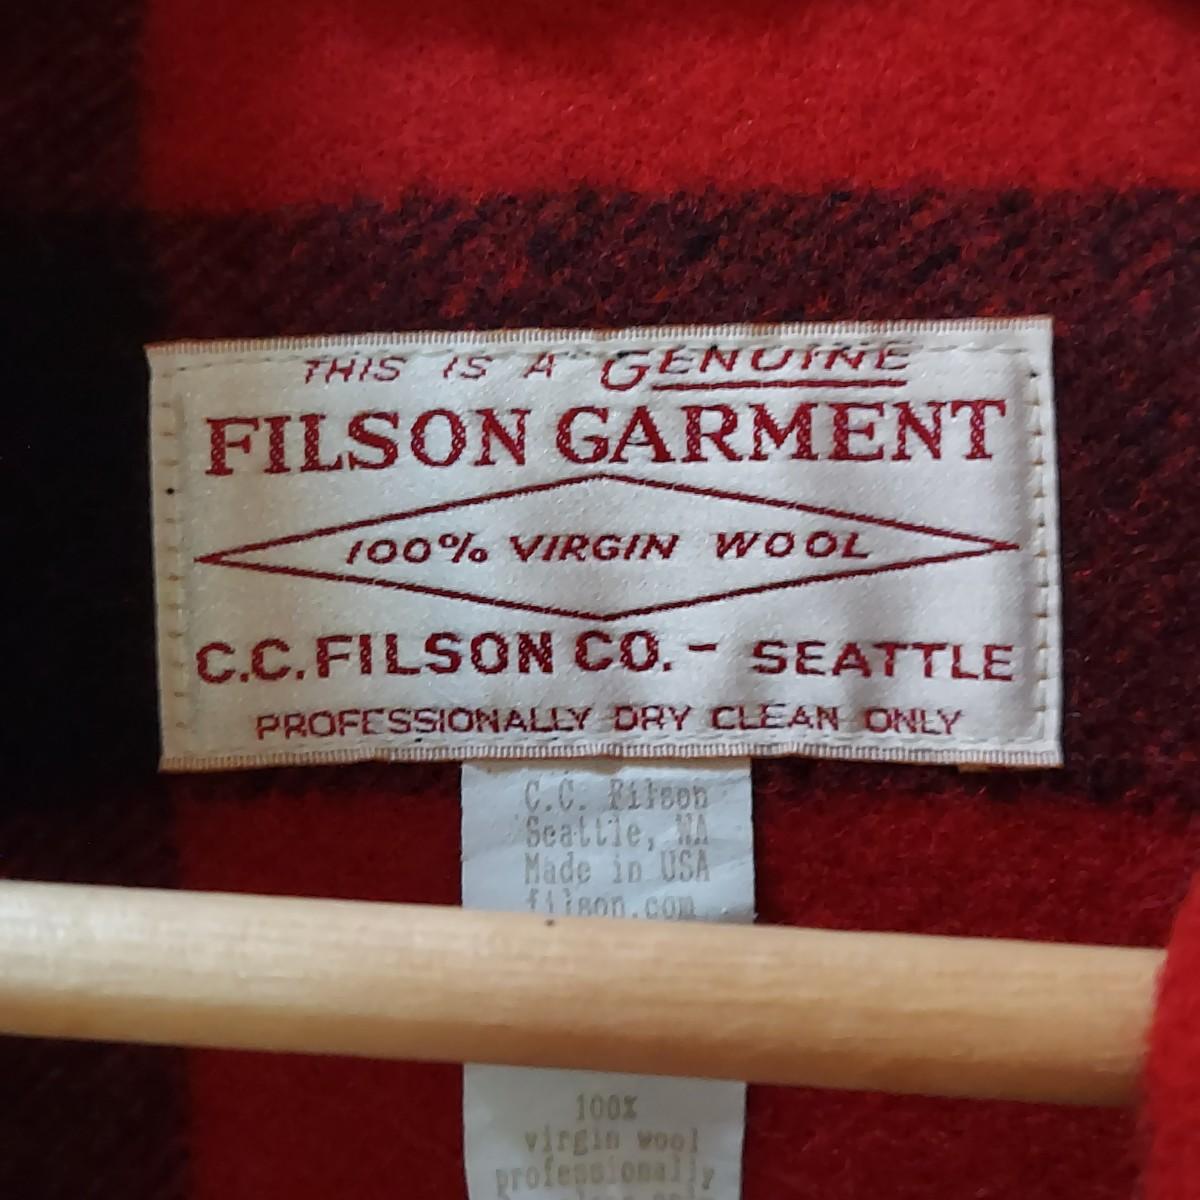 THIS IS A GENUINE
FILSON GARMENT
100% VIRGIN WOOL
C.C. FILSON CO. - SEATTLE
PROFESSIONALLY DRY CLEAN ONLY
C.C. Filson
Seattle, WA
Made in USA
filson.com
100%
virgin wool
professionally